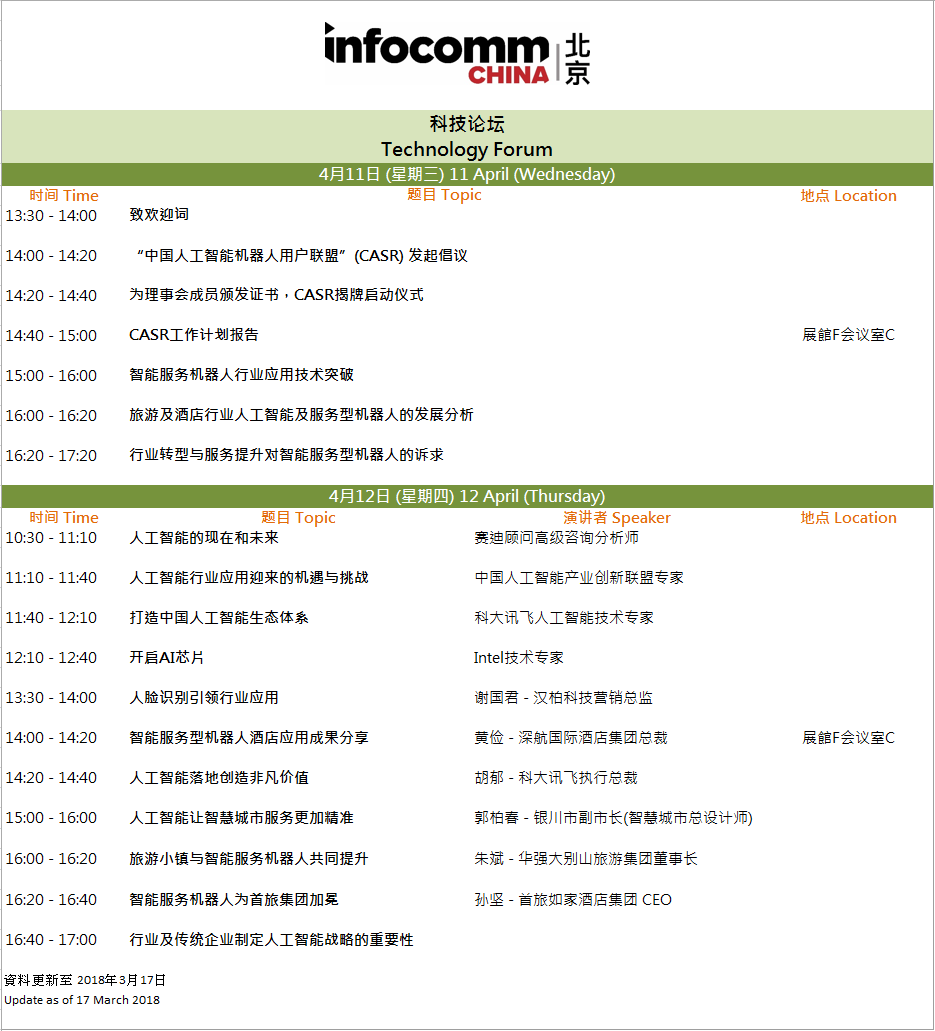 infocomm
CHINA
北京
科技论坛
Technology Forum
4月11日 (星期三) 11 April (Wednesday)
时间 Time 题目 Topic 地点 Location
13:30 - 14:00 致欢迎词
14:00 - 14:20 “中国人工智能机器人用户联盟”(CASR) 发起倡议
14:20 - 14:40 为理事会成员颁发证书，CASR揭牌启动仪式
14:40 - 15:00 CASR工作计划报告 展館F会议室C
15:00 - 16:00 智能服务机器人行业应用技术突破
16:00 - 16:20 旅游及酒店行业人工智能及服务型机器人的发展分析
16:20 - 17:20 行业转型与服务提升对智能服务型机器人的诉求
4月12日 (星期四) 12 April (Thursday)
时间 Time 题目 Topic 演讲者 Speaker 地点 Location
10:30 - 11:10 人工智能的现在和未来 赛迪顾问高级咨询分析师
11:10 - 11:40 人工智能行业应用迎来的机遇与挑战 中国人工智能产业创新联盟专家
11:40 - 12:10 打造中国人工智能生态体系 科大讯飞人工智能技术专家
12:10 - 12:40 开启AI芯片 Intel技术专家
13:30 - 14:00 人脸识别引领行业应用 谢国君 - 汉柏科技营销总监
14:00 - 14:20 智能服务型机器人酒店应用成果分享 黄俭 - 深航国际酒店集团总裁 展館F会议室C
14:20 - 14:40 人工智能落地创造非凡价值 胡郁 - 科大讯飞执行总裁
15:00 - 16:00 人工智能让智慧城市服务更加精准 郭柏春 - 银川市副市长(智慧城市总设计师)
16:00 - 16:20 旅游小镇与智能服务机器人共同提升 朱斌 - 华强大别山旅游集团董事长
16:20 - 16:40 智能服务机器人为首旅集团加冕 孙坚 - 首旅如家酒店集团 CEO
16:40 - 17:00 行业及传统企业制定人工智能战略的重要性
資料更新至 2018年3月17日
Update as of 17 March 2018